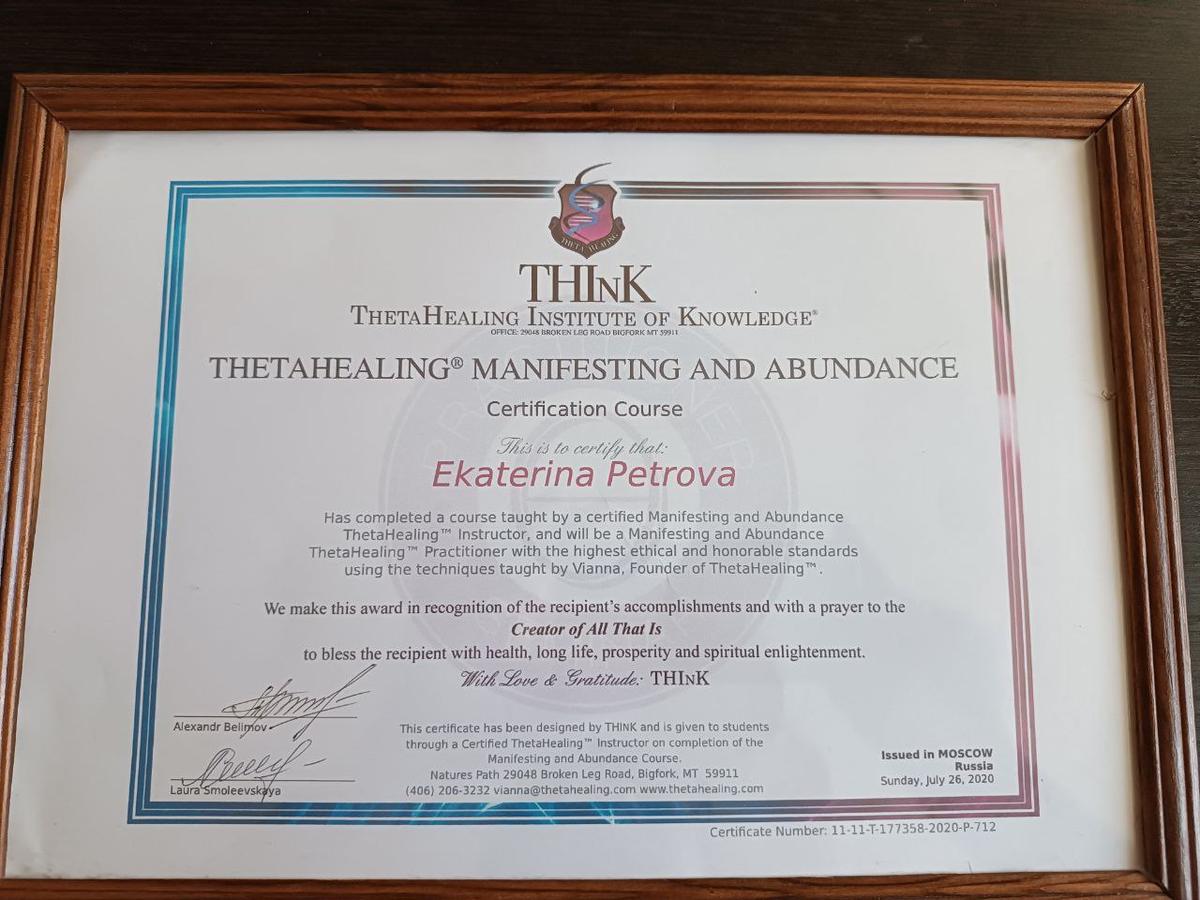 THETA HEALING
THInK
ThetaHealing Institute of Knowledge®
OFFICE: 29048 BROKEN LEG ROAD BIGFORK MT 59911
THETAHEALING® MANIFESTING AND ABUNDANCE
Certification Course
This is to certify that:
Ekaterina Petrova
Has completed a course taught by a certified Manifesting and Abundance
ThetaHealing™ Instructor, and will be a Manifesting and Abundance
ThetaHealing™ Practitioner with the highest ethical and honorable standards
using the techniques taught by Vianna, Founder of ThetaHealing™.
We make this award in recognition of the recipient's accomplishments and with a prayer to the
Creator of All That Is
to bless the recipient with health, long life, prosperity and spiritual enlightenment.
With Love & Gratitude: THInK
Alexandr Belimov
Laura Smoleevskaya
This certificate has been designed by THINK and is given to students
through a Certified ThetaHealing™ Instructor on completion of the
Manifesting and Abundance Course.
Natures Path 29048 Broken Leg Road, Bigfork, MT 59911
(406) 206-3232 vianna@thetahealing.com www.thetahealing.com
Issued in MOSCOW
Russia
Sunday, July 26, 2020
Certificate Number: 11-11-T-177358-2020-P-712